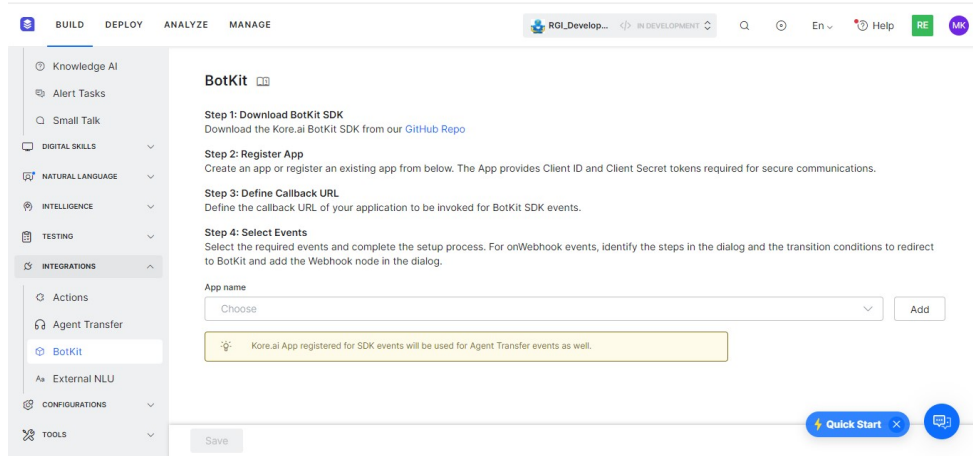 BUILD DEPLOY ANALYZE MANAGE RGI_Develop... </> IN DEVELOPMENT En Help RE MK
Knowledge AI
Alert Tasks
Small Talk
DIGITAL SKILLS
NATURAL LANGUAGE
INTELLIGENCE
TESTING
INTEGRATIONS
Actions
Agent Transfer
BotKit
External NLU
CONFIGURATIONS
TOOLS
BotKit
Step 1: Download BotKit SDK
Download the Kore.ai BotKit SDK from our GitHub Repo
Step 2: Register App
Create an app or register an existing app from below. The App provides Client ID and Client Secret tokens required for secure communications.
Step 3: Define Callback URL
Define the callback URL of your application to be invoked for BotKit SDK events.
Step 4: Select Events
Select the required events and complete the setup process. For onWebhook events, identify the steps in the dialog and the transition conditions to redirect
to BotKit and add the Webhook node in the dialog.
App name
Choose
Add
Kore.ai App registered for SDK events will be used for Agent Transfer events as well.
Quick Start
Save